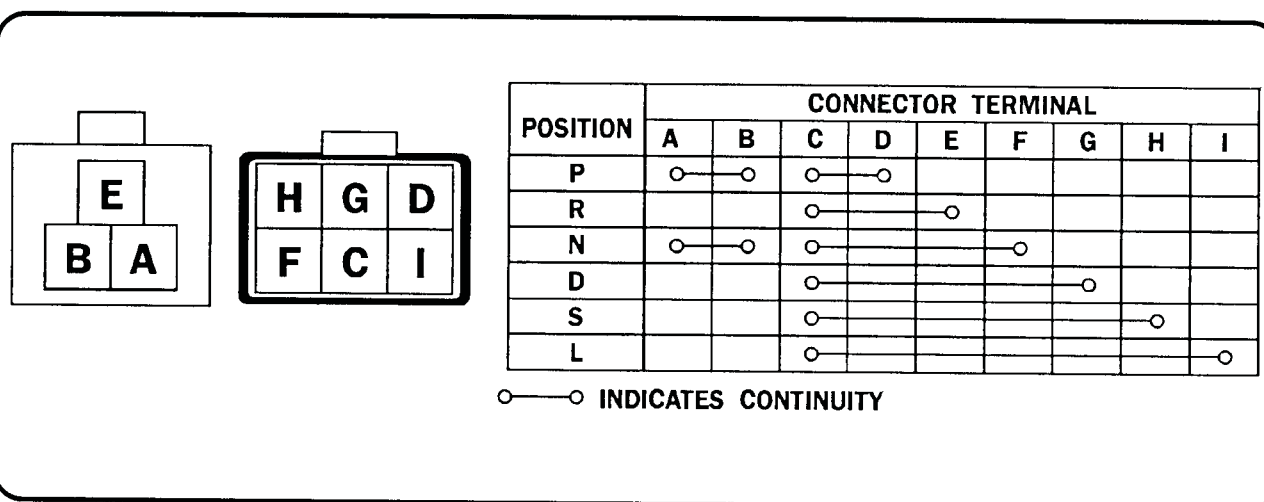 E
B A
H G D
F C I
POSITION
CONNECTOR TERMINAL
A B C D E F G H I
P
R
N
D
S
L
INDICATES CONTINUITY